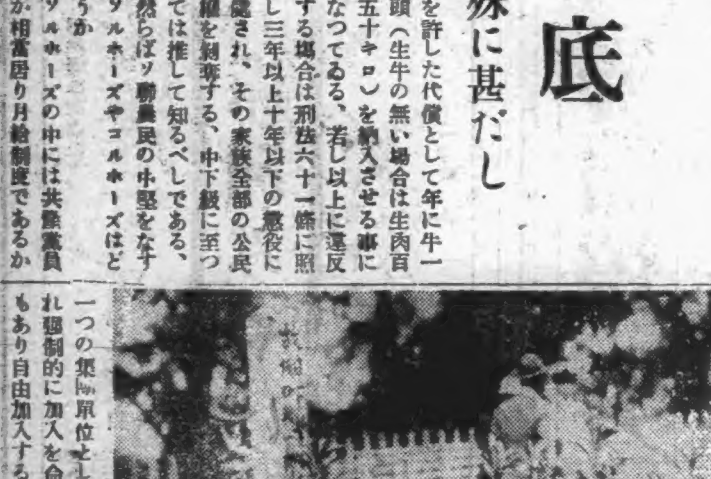 底
殊に甚だし
を許した代償として年に牛一
頭（生牛の無い場合は生肉百
五十キロ）を納入させる事に
なつてゐる、若し以上に違反
する場合は刑法六十一條に照
し三年以上十年以下の懲役に
處され、その家族全部の公民
權を剝奪する、中下級に至つ
ては推して知るべしである、
然らばソ聯農民の中堅をなす
ソルホーズやコルホーズはど
うか
ソルホーズの中には共產黨員
が相當居り月給制度であるか
一つの集團單位とし
れ强制的に加入を命
もあり自由加入する